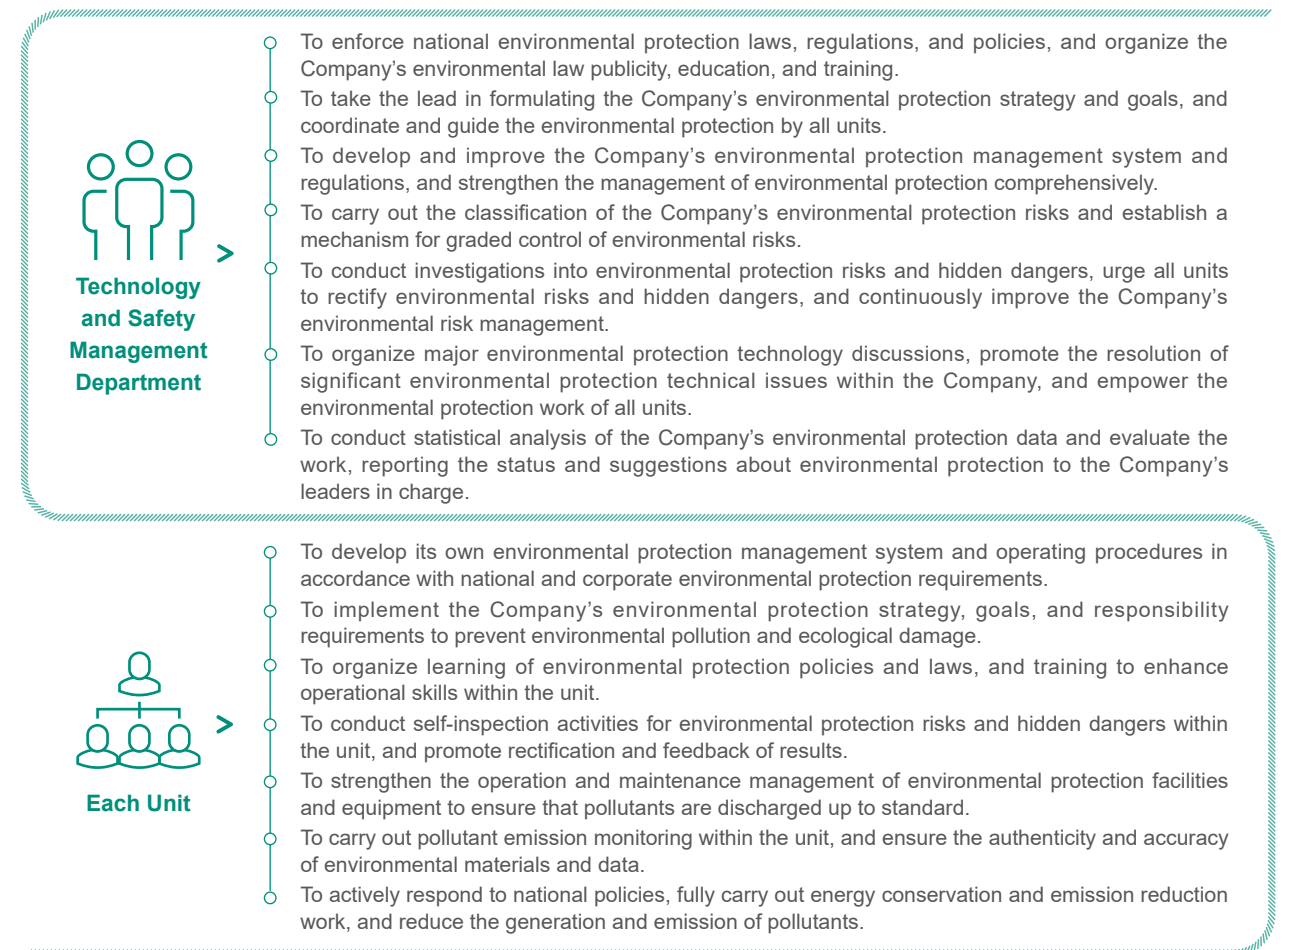 To enforce national environmental protection laws, regulations, and policies, and organize the
Company’s environmental law publicity, education, and training.
To take the lead in formulating the Company’s environmental protection strategy and goals, and
coordinate and guide the environmental protection by all units.
To develop and improve the Company’s environmental protection management system and
regulations, and strengthen the management of environmental protection comprehensively.
To carry out the classification of the Company’s environmental protection risks and establish a
mechanism for graded control of environmental risks.
To conduct investigations into environmental protection risks and hidden dangers, urge all units
to rectify environmental risks and hidden dangers, and continuously improve the Company’s
environmental risk management.
To organize major environmental protection technology discussions, promote the resolution of
significant environmental protection technical issues within the Company, and empower the
environmental protection work of all units.
To conduct statistical analysis of the Company’s environmental protection data and evaluate the
work, reporting the status and suggestions about environmental protection to the Company’s
leaders in charge.
Technology
and Safety
Management
Department
To develop its own environmental protection management system and operating procedures in
accordance with national and corporate environmental protection requirements.
To implement the Company’s environmental protection strategy, goals, and responsibility
requirements to prevent environmental pollution and ecological damage.
To organize learning of environmental protection policies and laws, and training to enhance
operational skills within the unit.
To conduct self-inspection activities for environmental protection risks and hidden dangers within
the unit, and promote rectification and feedback of results.
To strengthen the operation and maintenance management of environmental protection facilities
and equipment to ensure that pollutants are discharged up to standard.
To carry out pollutant emission monitoring within the unit, and ensure the authenticity and accuracy
of environmental materials and data.
To actively respond to national policies, fully carry out energy conservation and emission reduction
work, and reduce the generation and emission of pollutants.
Each Unit